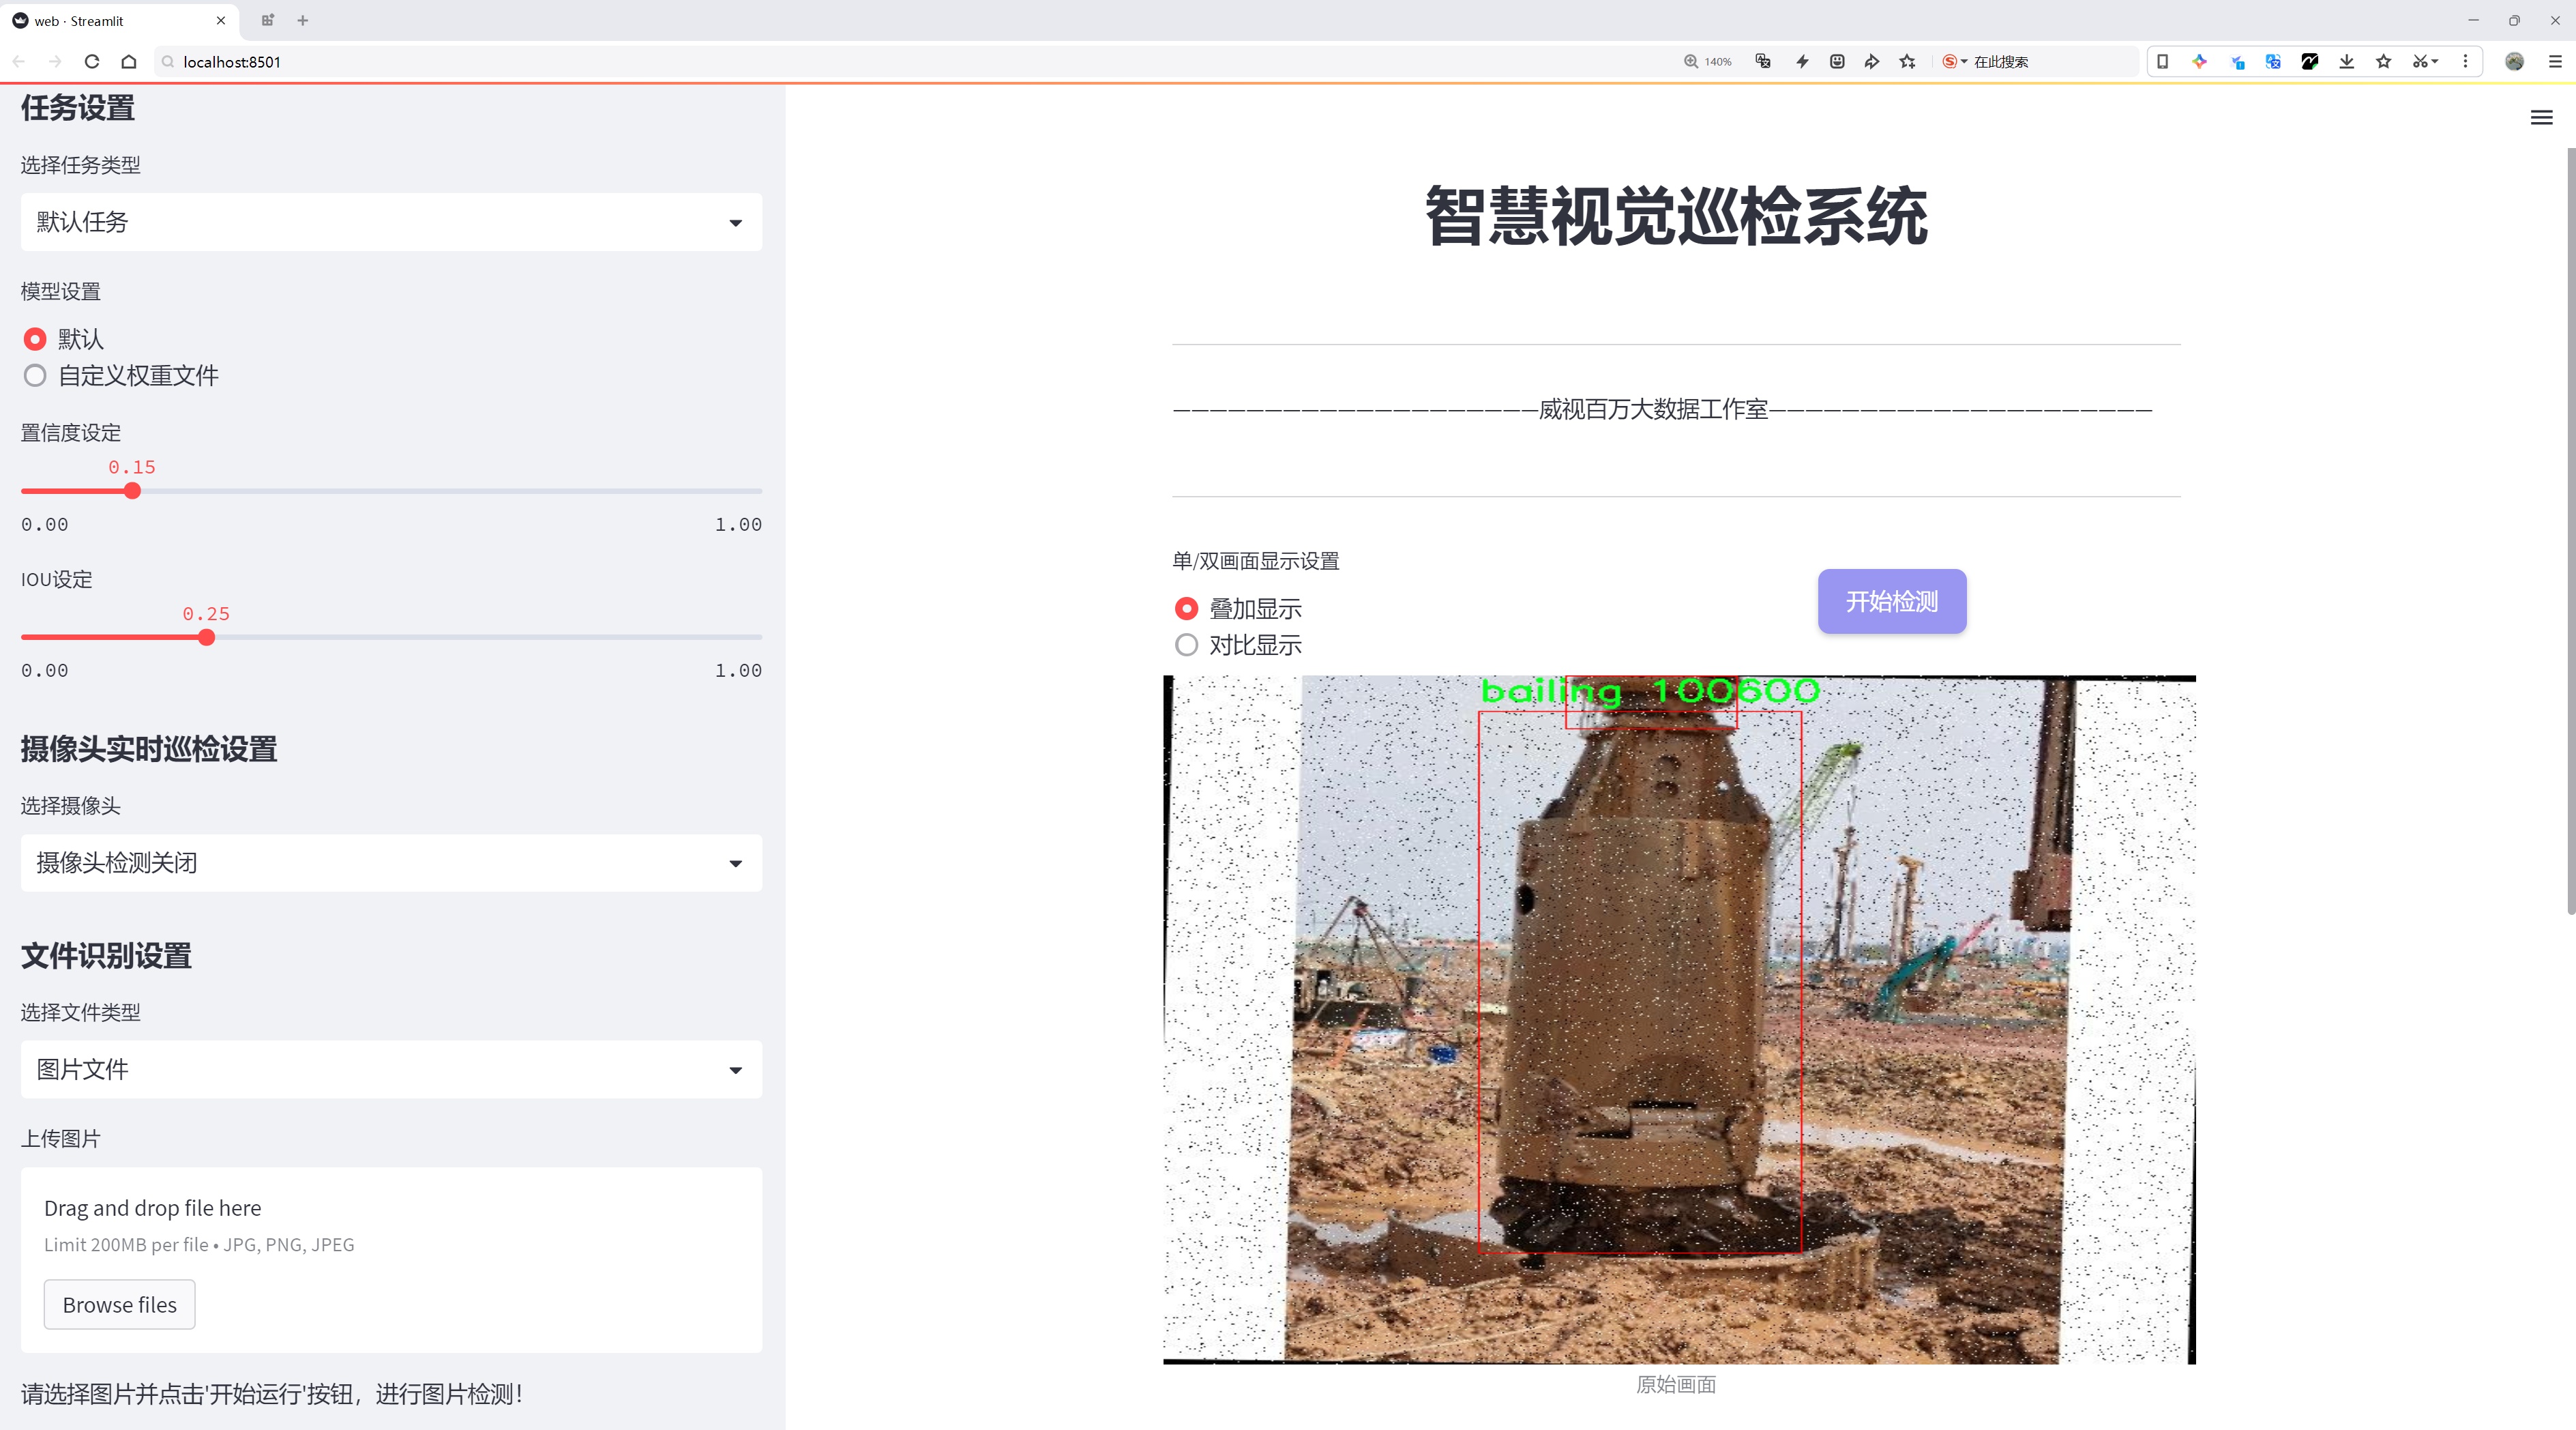 web · Streamlit
localhost:8501
140%
在此搜索
任务设置
选择任务类型
默认任务
模型设置
默认
自定义权重文件
置信度设定
0.15
0.00 1.00
IOU设定
0.25
0.00 1.00
摄像头实时巡检设置
选择摄像头
摄像头检测关闭
文件识别设置
选择文件类型
图片文件
上传图片
Drag and drop file here
Limit 200MB per file • JPG, PNG, JPEG
Browse files
请选择图片并点击'开始运行'按钮，进行图片检测！
智慧视觉巡检系统
————————————————————威视百万大数据工作室—————————————————————
单/双画面显示设置
叠加显示
对比显示
开始检测
bailing 100600
原始画面